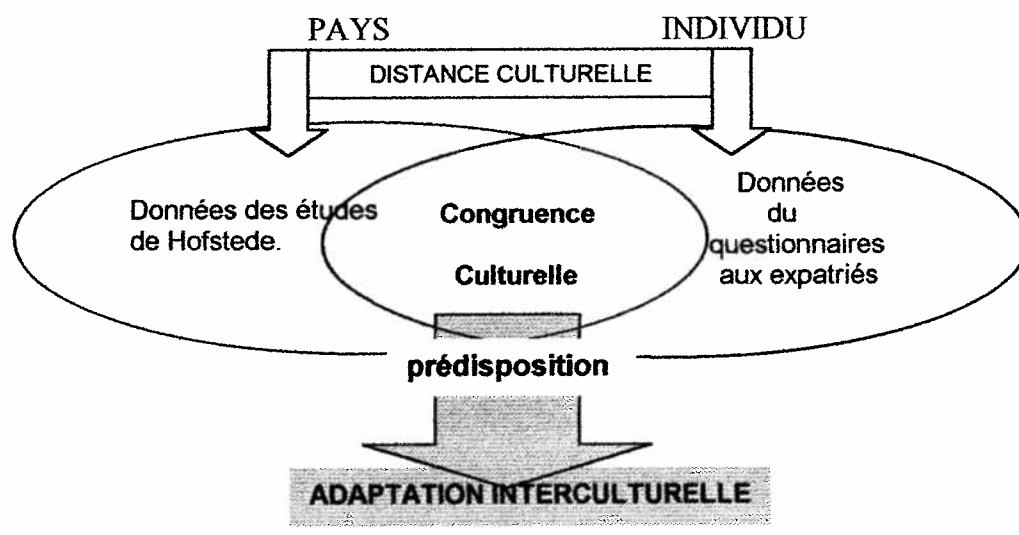 PAYS
INDIVIDU
DISTANCE CULTURELLE
Données des études
de Hofstede.
Congruence
Culturelle
Données
du
questionnaires
aux expatriés
prédisposition
ADAPTATION INTERCULTURELLE